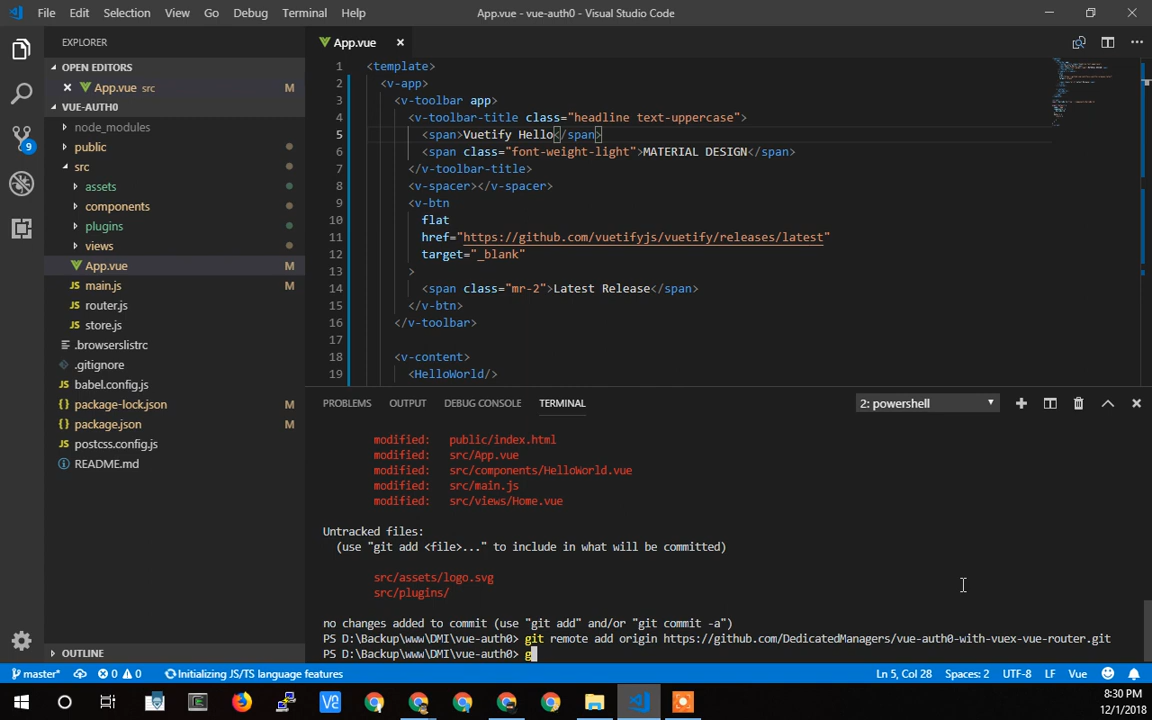 File Edit Selection View Go Debug Terminal Help
App.vue - vue-auth0 - Visual Studio Code
EXPLORER
OPEN EDITORS
App.vue src M
VUE-AUTH0
node_modules
public
src
assets
components
plugins
views
App.vue M
JS main.js M
JS router.js
JS store.js
.browserslistrc
.gitignore
JS babel.config.js
{} package-lock.json M
{} package.json M
JS postcss.config.js
README.md
OUTLINE
9
App.vue
1 <template>
2 <v-app>
3 <v-toolbar app>
4 <v-toolbar-title class="headline text-uppercase">
5 <span>Vuetify Hello</span>
6 <span class="font-weight-light">MATERIAL DESIGN</span>
7 </v-toolbar-title>
8 <v-spacer></v-spacer>
9 <v-btn
10 flat
11 href="https://github.com/vuetifyjs/vuetify/releases/latest"
12 target="_blank"
13 >
14 <span class="mr-2">Latest Release</span>
15 </v-btn>
16 </v-toolbar>
17
18 <v-content>
19 <HelloWorld/>
PROBLEMS OUTPUT DEBUG CONSOLE TERMINAL
2: powershell
modified: public/index.html
modified: src/App.vue
modified: src/components/HelloWorld.vue
modified: src/main.js
modified: src/views/Home.vue
Untracked files:
(use "git add <file>..." to include in what will be committed)
src/assets/logo.svg
src/plugins/
no changes added to commit (use "git add" and/or "git commit -a")
PS D:\Backup\www\DMI\vue-auth0> git remote add origin https://github.com/DedicatedManagers/vue-auth0-with-vuex-vue-router.git
PS D:\Backup\www\DMI\vue-auth0> g
master* 0 0 Initializing JS/TS language features
Ln 5, Col 28 Spaces: 2 UTF-8 LF Vue
8:30 PM
12/1/2018